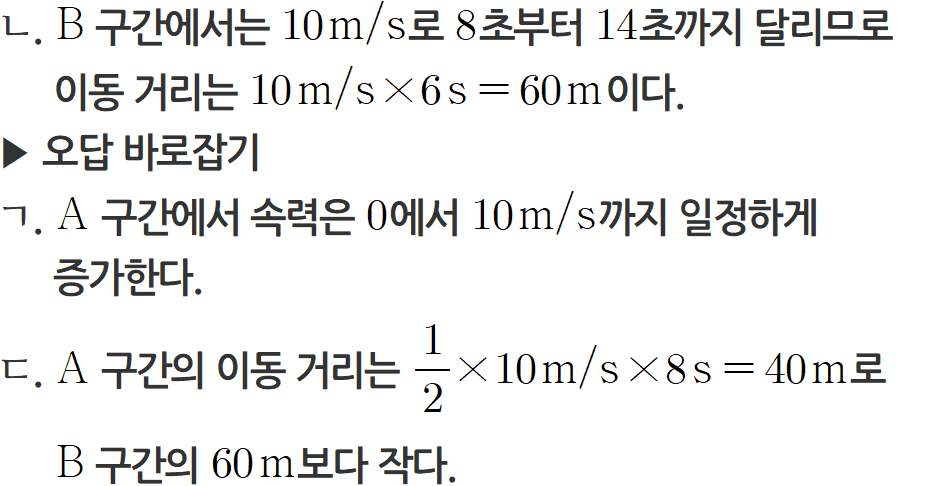 ㄴ. B 구간에서는 10 m/s로 8초부터 14초까지 달리므로
이동 거리는 10 m/s×6 s=60 m이다.
▶ 오답 바로잡기
ㄱ. A 구간에서 속력은 0에서 10 m/s까지 일정하게
증가한다.
ㄷ. A 구간의 이동 거리는 1/2×10 m/s×8 s=40 m로
B 구간의 60 m보다 작다.